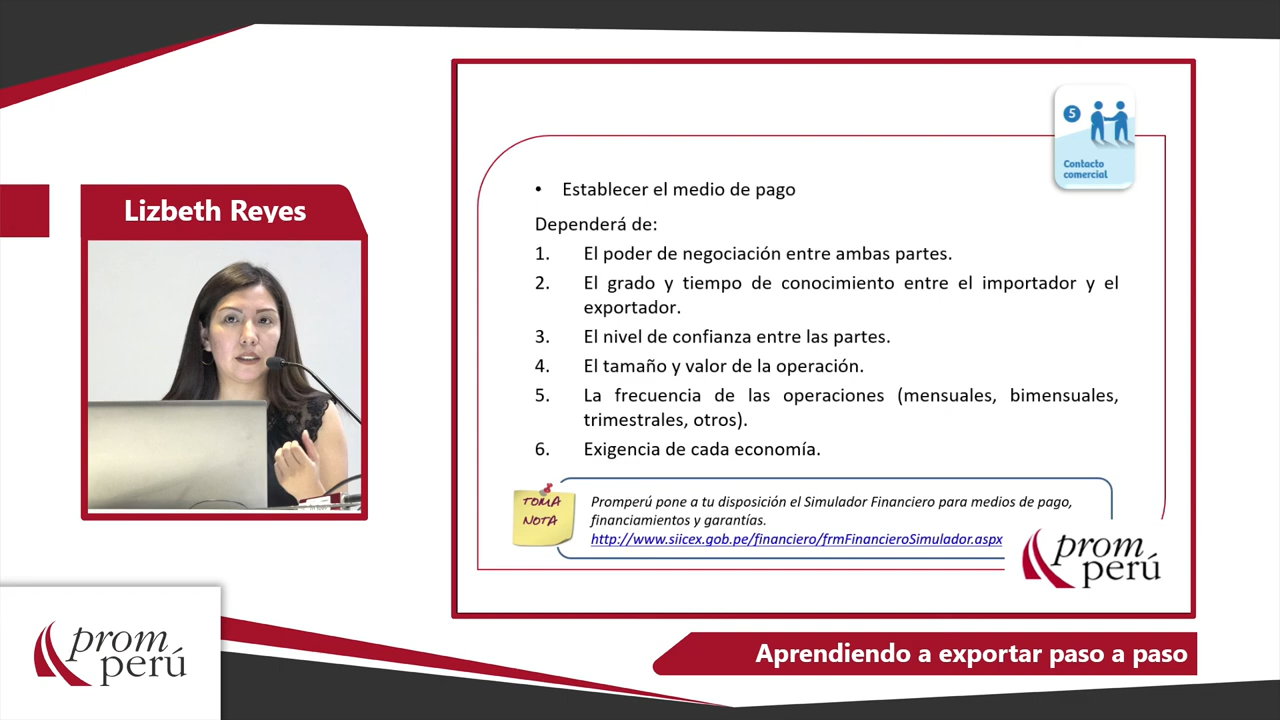 5
Contacto
comercial
Lizbeth Reyes
• Establecer el medio de pago
Dependerá de:
1. El poder de negociación entre ambas partes.
2. El grado y tiempo de conocimiento entre el importador y el
exportador.
3. El nivel de confianza entre las partes.
4. El tamaño y valor de la operación.
5. La frecuencia de las operaciones (mensuales, bimensuales,
trimestrales, otros).
6. Exigencia de cada economía.
TOMA
NOTA
Promperú pone a tu disposición el Simulador Financiero para medios de pago,
financiamientos y garantías.
http://www.siicex.gob.pe/financiero/frmFinancieroSimulador.aspx
prom
perú
prom
perú
Aprendiendo a exportar paso a paso